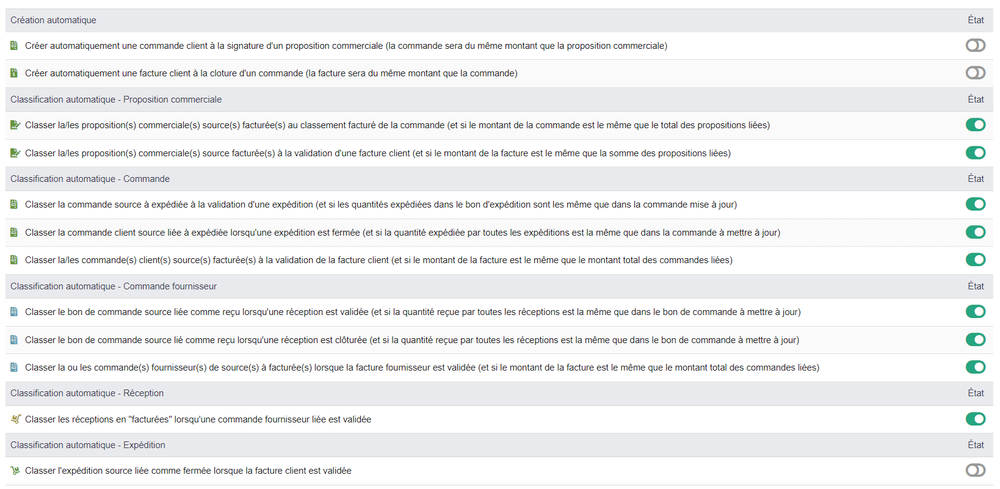 Création automatique État
Créer automatiquement une commande client à la signature d'un proposition commerciale (la commande sera du même montant que la proposition commerciale)
Créer automatiquement une facture client à la cloture d'un commande (la facture sera du même montant que la commande)
Classification automatique - Proposition commerciale État
Classer la/les proposition(s) commerciale(s) source(s) facturée(s) au classement facturé de la commande (et si le montant de la commande est le même que le total des propositions liées)
Classer la/les proposition(s) commerciale(s) source facturée(s) à la validation d'une facture client (et si le montant de la facture est le même que la somme des propositions liées)
Classification automatique - Commande État
Classer la commande source à expédiée à la validation d'une expédition (et si les quantités expédiées dans le bon d'expédition sont les même que dans la commande mise à jour)
Classer la commande client source liée à expédiée lorsqu'une expédition est fermée (et si la quantité expédiée par toutes les expéditions est la même que dans la commande à mettre à jour)
Classer la/les commande(s) client(s) source(s) facturée(s) à la validation de la facture client (et si le montant de la facture est le même que le montant total des commandes liées)
Classification automatique - Commande fournisseur État
Classer le bon de commande source liée comme reçu lorsqu'une réception est validée (et si la quantité reçue par toutes les réceptions est la même que dans le bon de commande à mettre à jour)
Classer le bon de commande source lié comme reçu lorsqu'une réception est clôturée (et si la quantité reçue par toutes les réceptions est la même que dans le bon de commande à mettre à jour)
Classer la ou les commande(s) fournisseur(s) de source(s) à facturée(s) lorsque la facture fournisseur est validée (et si le montant de la facture est le même que le montant total des commandes liées)
Classification automatique - Réception État
Classer les réceptions en "facturées" lorsqu'une commande fournisseur liée est validée
Classification automatique - Expédition État
Classer l'expédition source liée comme fermée lorsque la facture client est validée